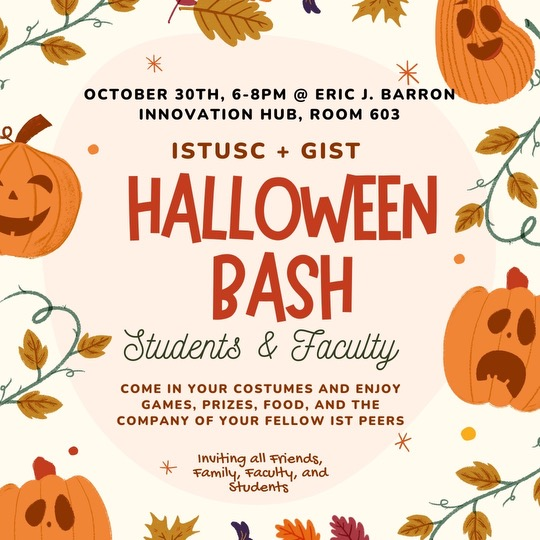 OCTOBER 30TH, 6-8PM @ ERIC J. BARRON
INNOVATION HUB, ROOM 603
ISTUSC + GIST
HALLOWEEN
BASH
Students & Faculty
COME IN YOUR COSTUMES AND ENJOY
GAMES, PRIZES, FOOD, AND THE
COMPANY OF YOUR FELLOW IST PEERS
Inviting all Friends,
Family, Faculty, and
Students